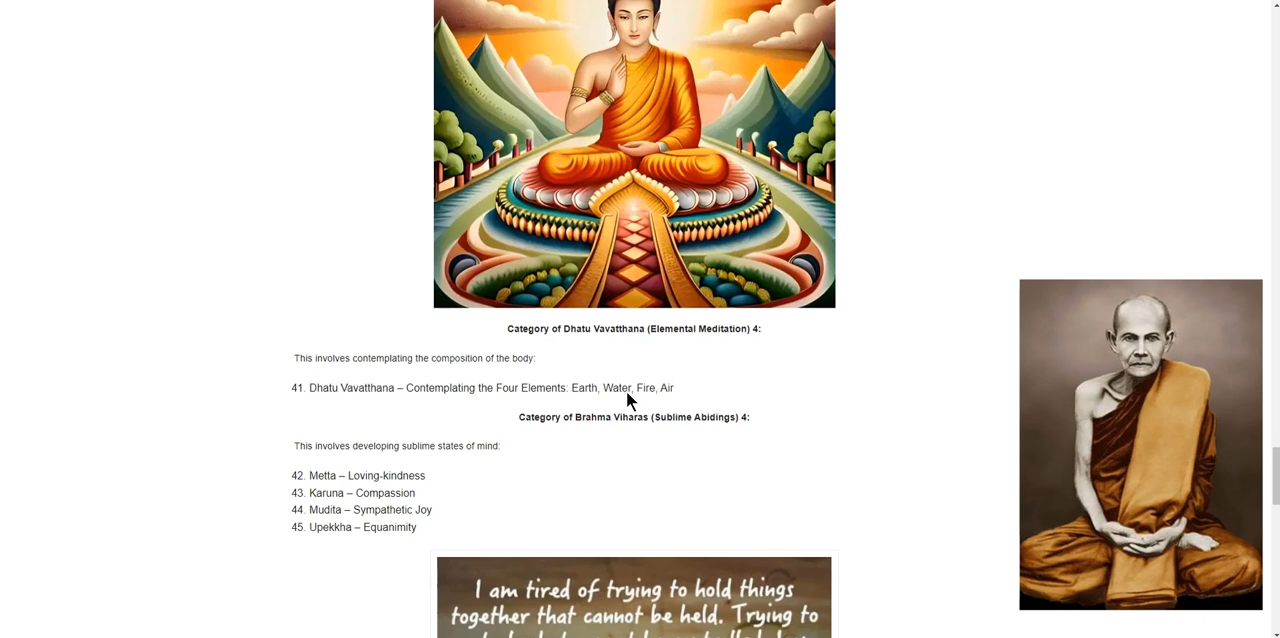 Category of Dhatu Vavatthana (Elemental Meditation) 4:
This involves contemplating the composition of the body:
41. Dhatu Vavatthana – Contemplating the Four Elements: Earth, Water, Fire, Air
Category of Brahma Viharas (Sublime Abidings) 4:
This involves developing sublime states of mind:
42. Metta – Loving-kindness
43. Karuna – Compassion
44. Mudita – Sympathetic Joy
45. Upekkha – Equanimity
I am tired of trying to hold things
together that cannot be held. Trying to